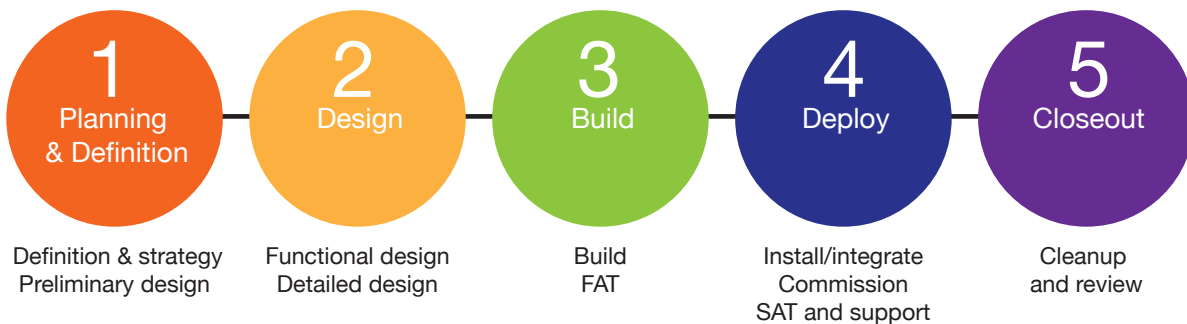 1
Planning
& Definition
2
Design
3
Build
4
Deploy
5
Closeout
Definition & strategy
Preliminary design
Functional design
Detailed design
Build
FAT
Install/integrate
Commission
SAT and support
Cleanup
and review